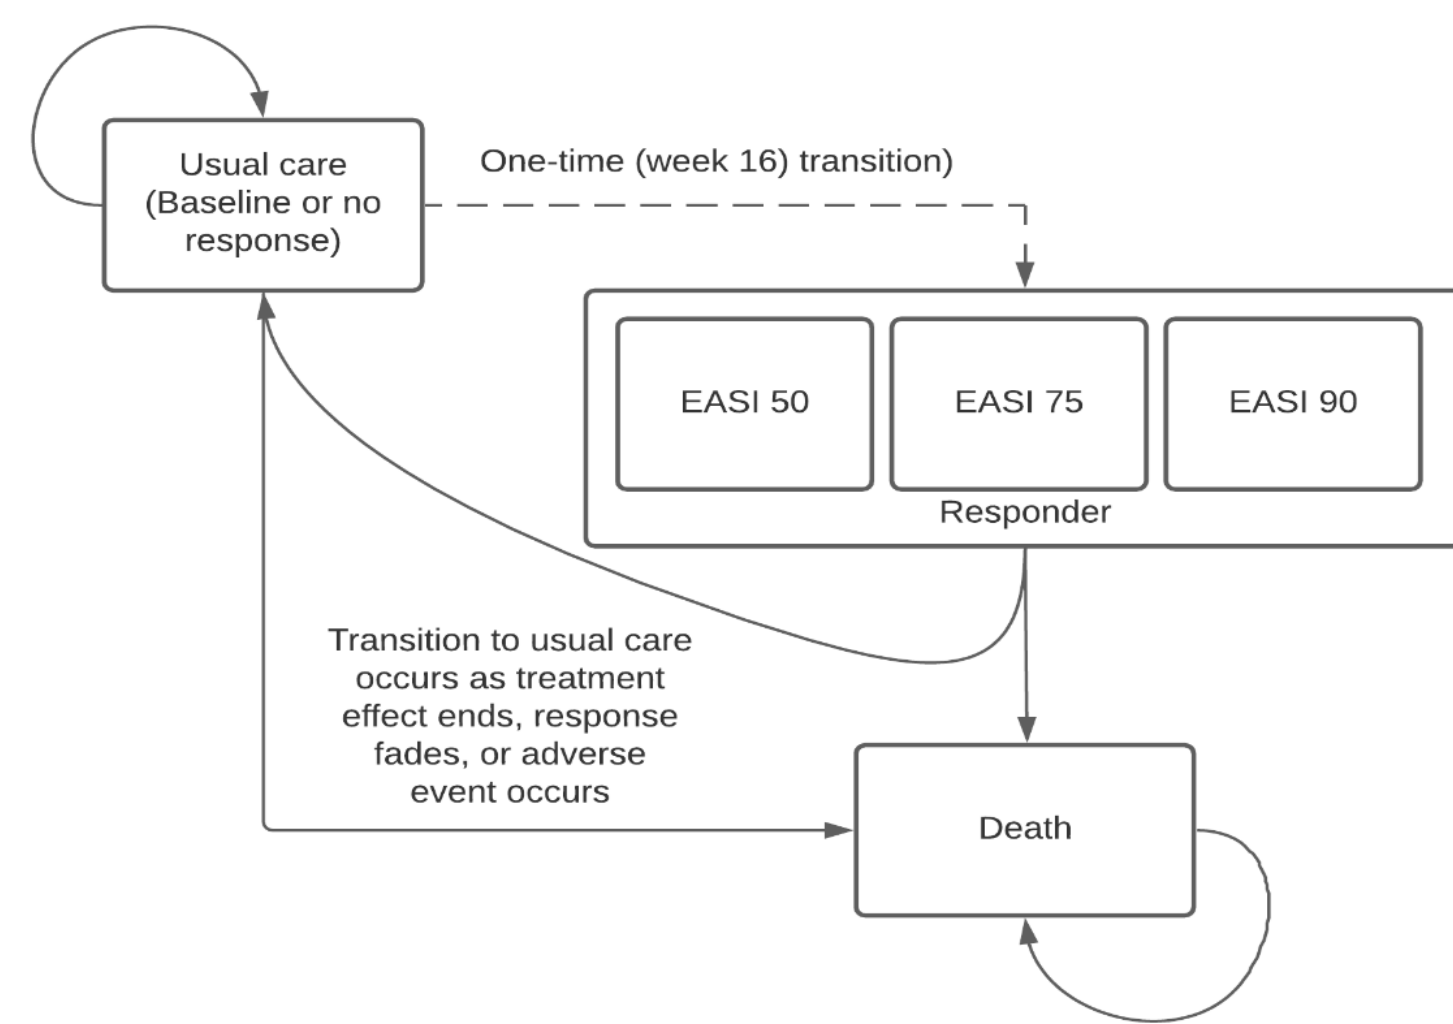 Usual care
(Baseline or no
response)
One-time (week 16) transition)
EASI 50
EASI 75
EASI 90
Responder
Transition to usual care
occurs as treatment
effect ends, response
fades, or adverse
event occurs
Death